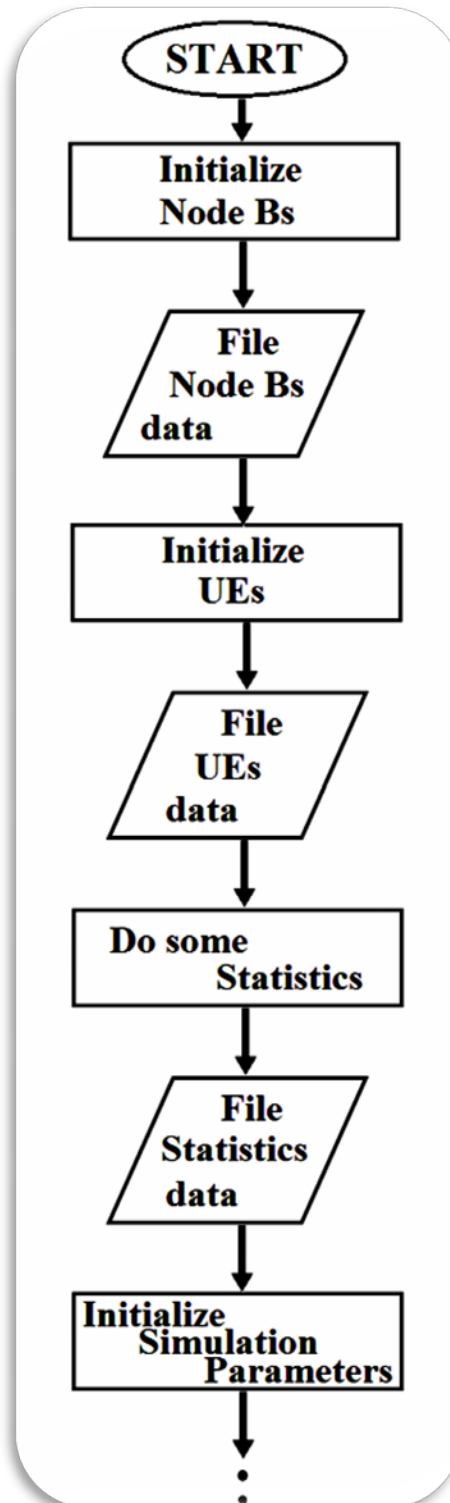 START
Initialize
Node Bs
File
Node Bs
data
Initialize
UEs
File
UEs
data
Do some
Statistics
File
Statistics
data
Initialize
Simulation
Parameters